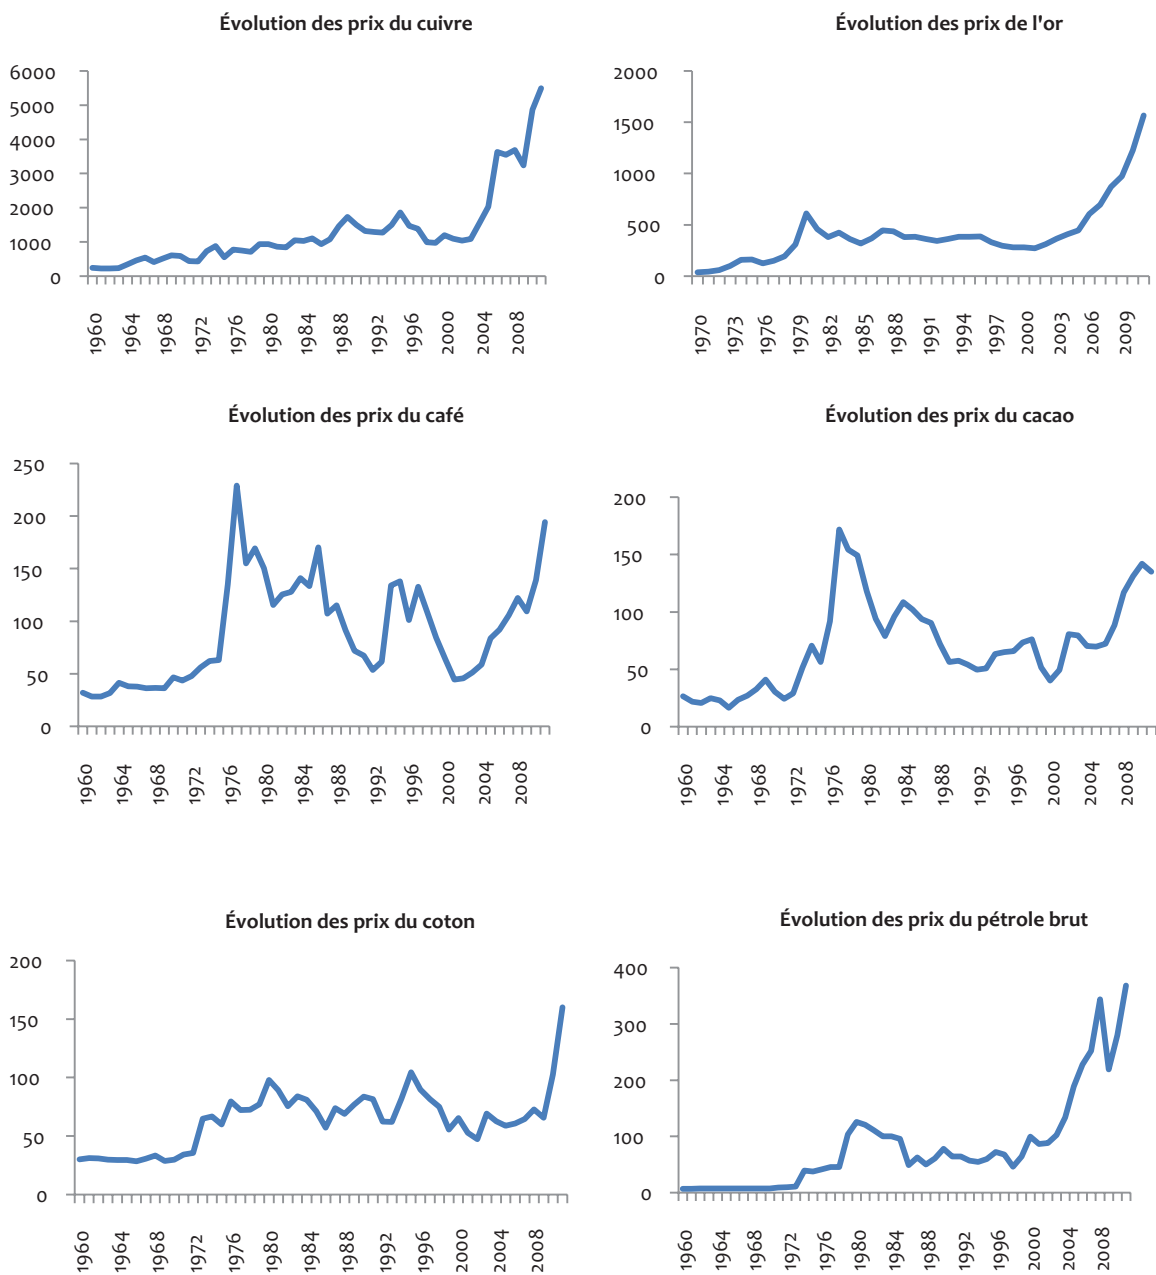 Évolution des prix du cuivre
6000
5000
4000
3000
2000
1000
0
1960 1964 1968 1972 1976 1980 1984 1988 1992 1996 2000 2004 2008
Évolution des prix de l'or
2000
1500
1000
500
0
1970 1973 1976 1979 1982 1985 1988 1991 1994 1997 2000 2003 2006 2009
Évolution des prix du café
250
200
150
100
50
0
1960 1964 1968 1972 1976 1980 1984 1988 1992 1996 2000 2004 2008
Évolution des prix du cacao
200
150
100
50
0
1960 1964 1968 1972 1976 1980 1984 1988 1992 1996 2000 2004 2008
Évolution des prix du coton
200
150
100
50
0
1960 1964 1968 1972 1976 1980 1984 1988 1992 1996 2000 2004 2008
Évolution des prix du pétrole brut
400
300
200
100
0
1960 1964 1968 1972 1976 1980 1984 1988 1992 1996 2000 2004 2008